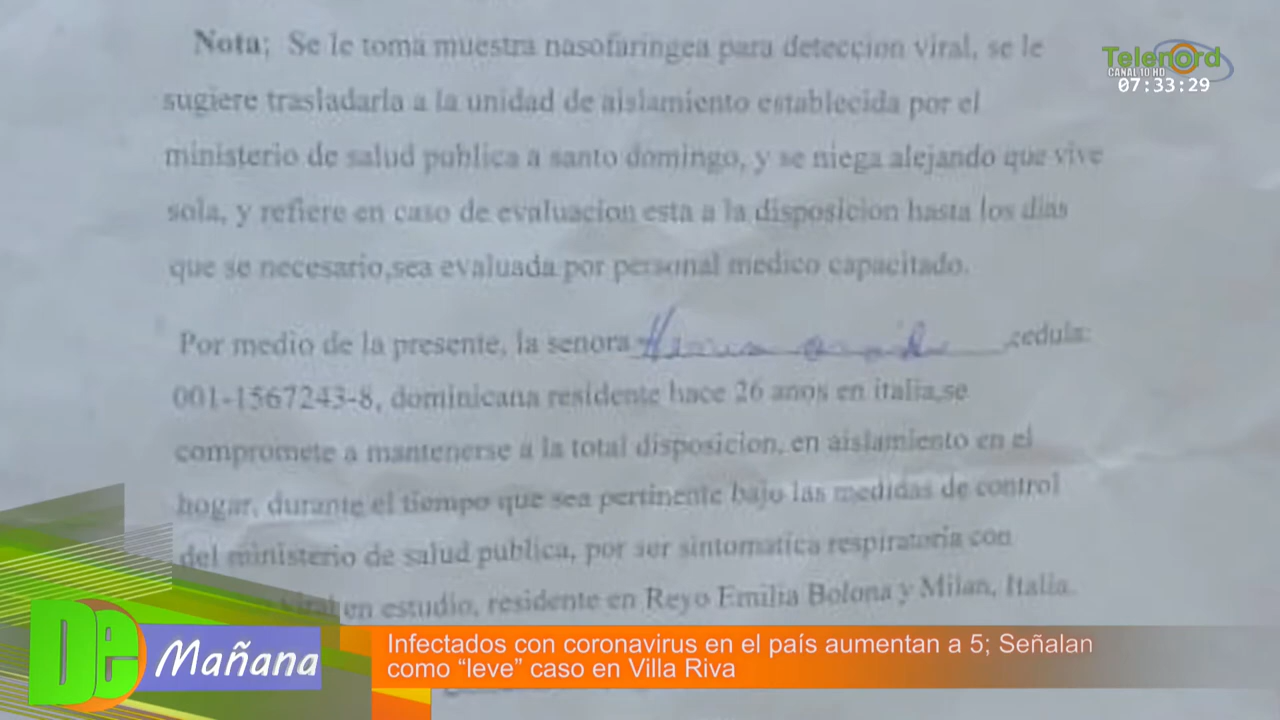 Nota; Se le toma muestra nasofaringea para deteccion viral, se le
sugiere trasladarla a la unidad de aislamiento establecida por el
ministerio de salud publica a santo domingo, y se niega alejando que vive
sola, y refiere en caso de evaluacion esta a la disposicion hasta los dias
que se necesario,sea evaluada por personal medico capacitado.
Por medio de la presente, la senora cedula:
001-1567243-8, dominicana residente hace 26 anos en italia,se
compromete a mantenerse a la total disposicion, en aislamiento en el
hogar, durante el tiempo que sea pertinente bajo las medidas de control
del ministerio de salud publica, por ser sintomatica respiratoria con
viral en estudio, residente en Reyo Emilia Bolona y Milan, Italia.
Telenord
CANAL 10 HD
07:33:29
De
Mañana
Infectados con coronavirus en el país aumentan a 5; Señalan
como “leve” caso en Villa Riva